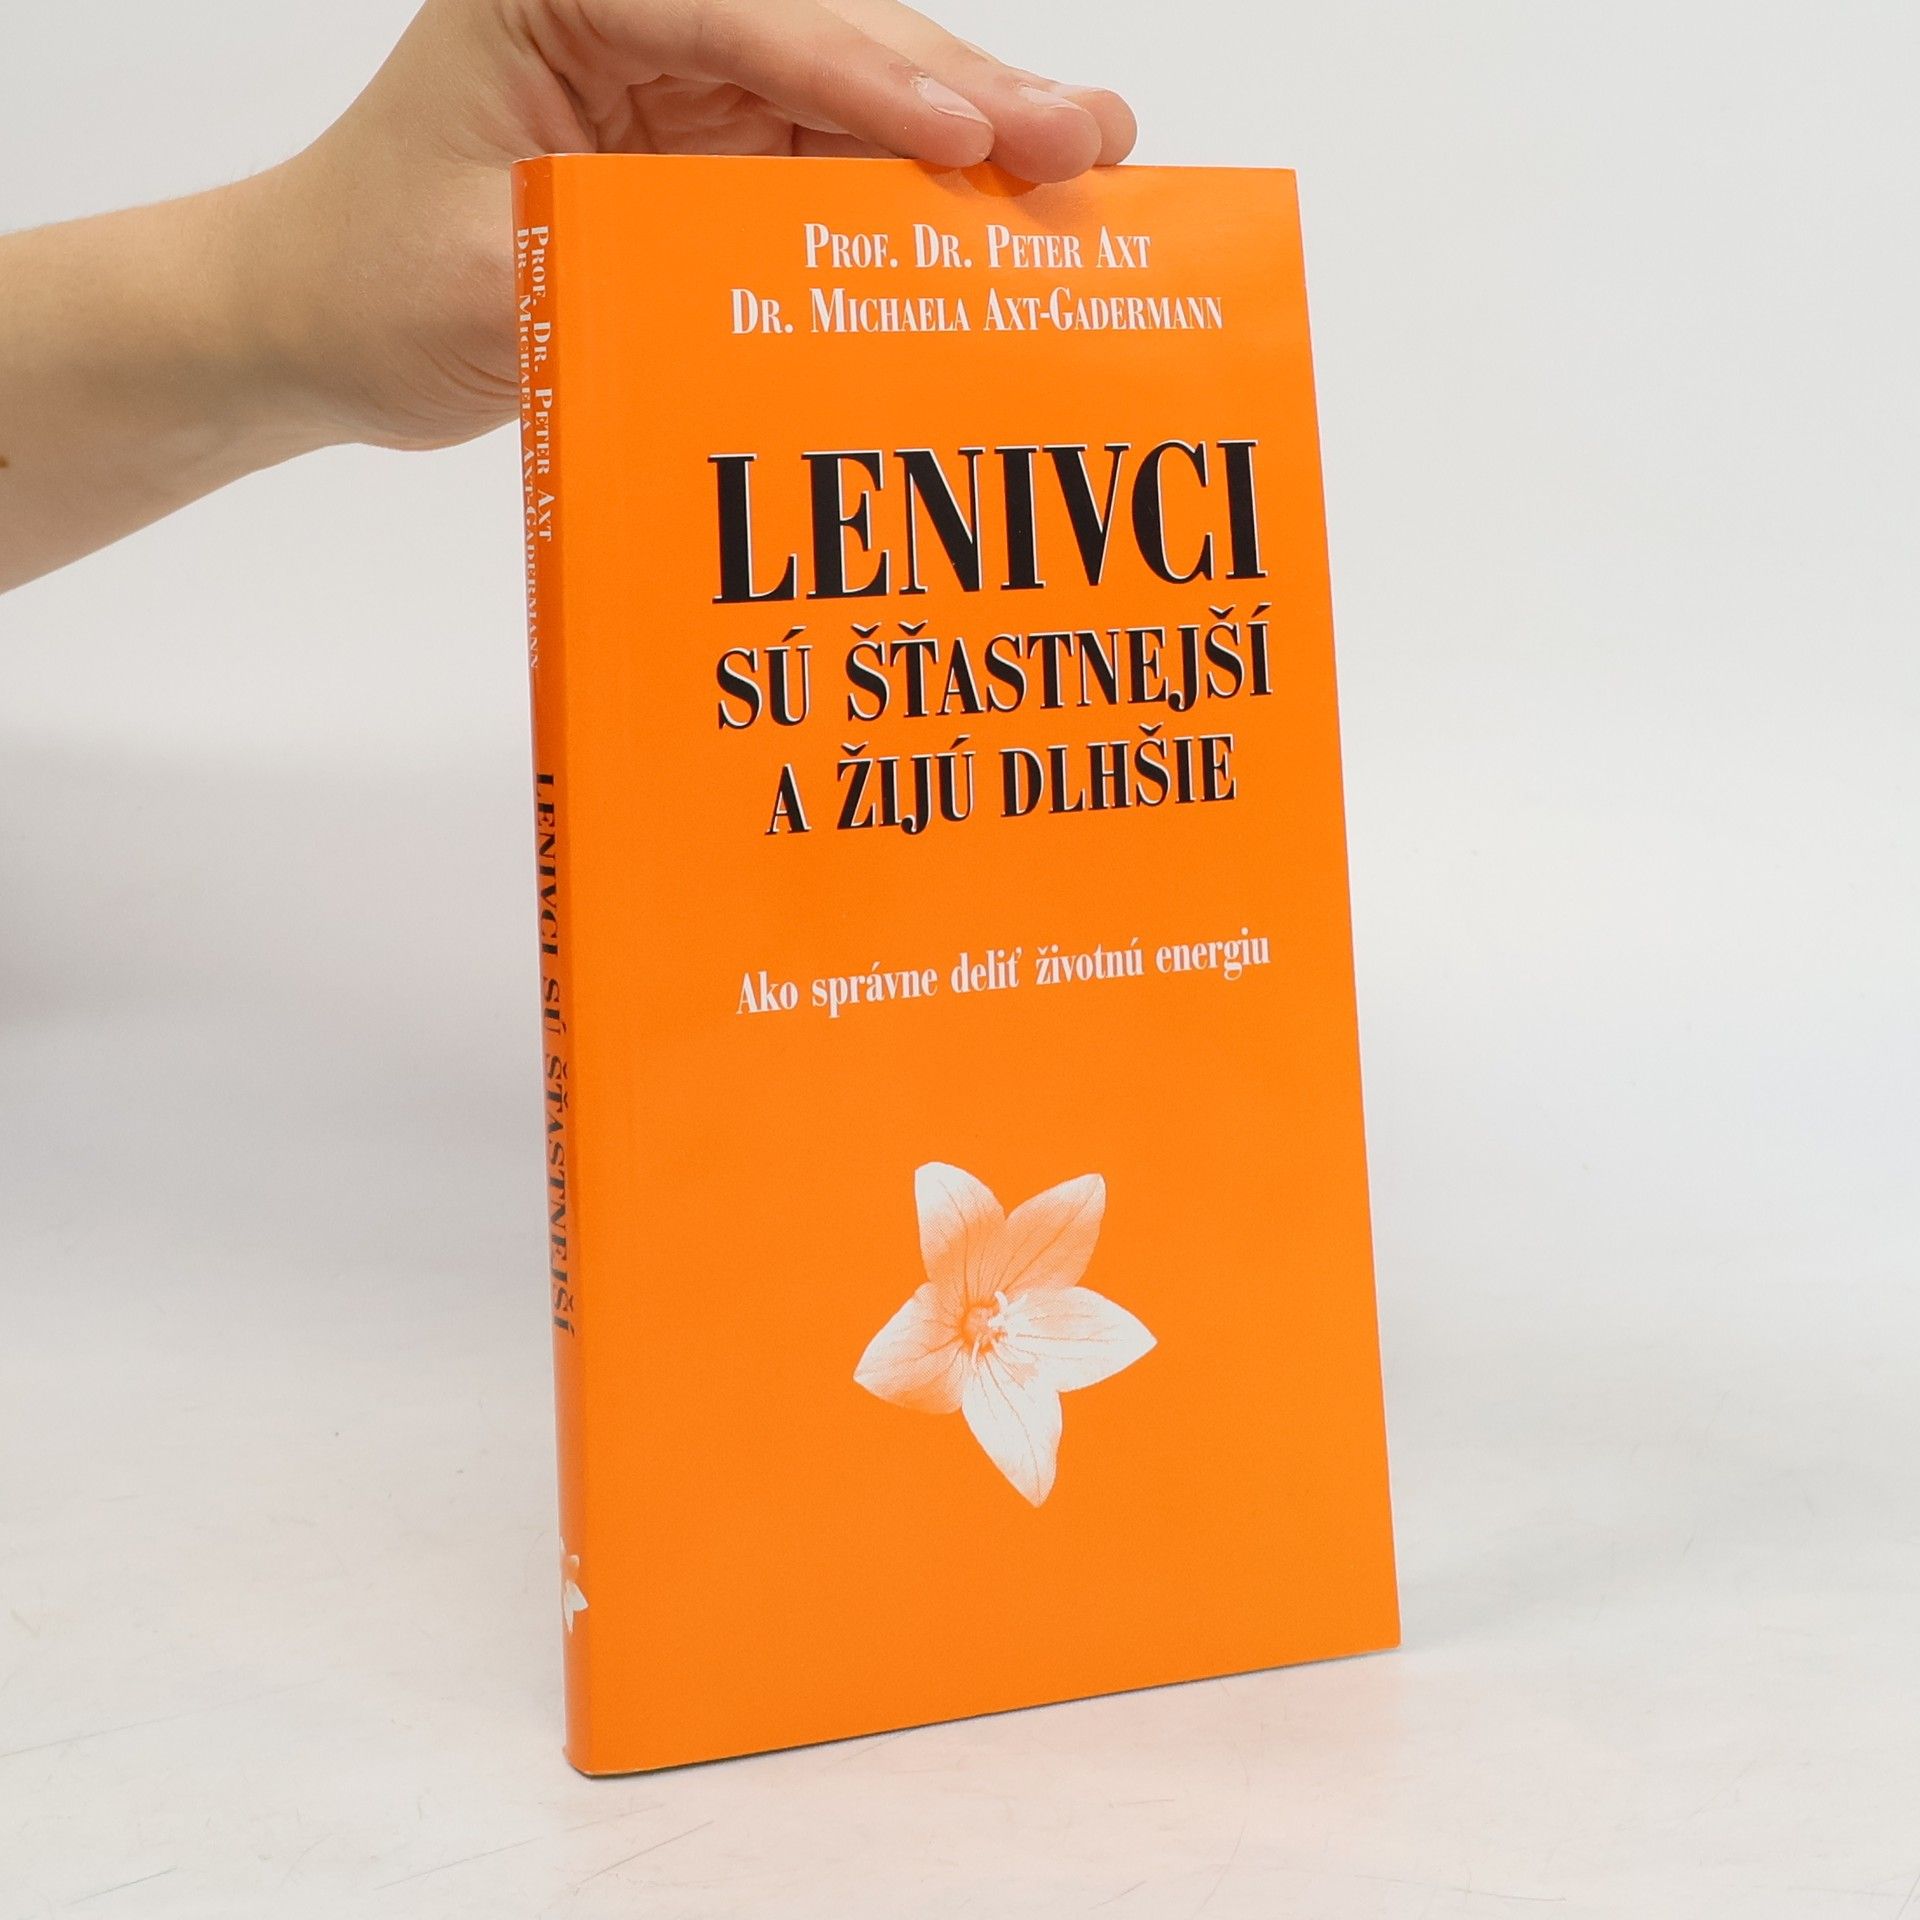 PROF. DR. PETER AXT
DR. MICHAELA AXT-GADERMANN
LENIVCI
SÚ ŠŤASTNEJŠÍ
A ŽIJÚ DLHŠIE
Ako správne deliť životnú energiu
PROF. DR. PETER AXT
DR. MICHAELA AXT-GADERMANN
LENIVCI SÚ ŠŤASTNEJŠÍ